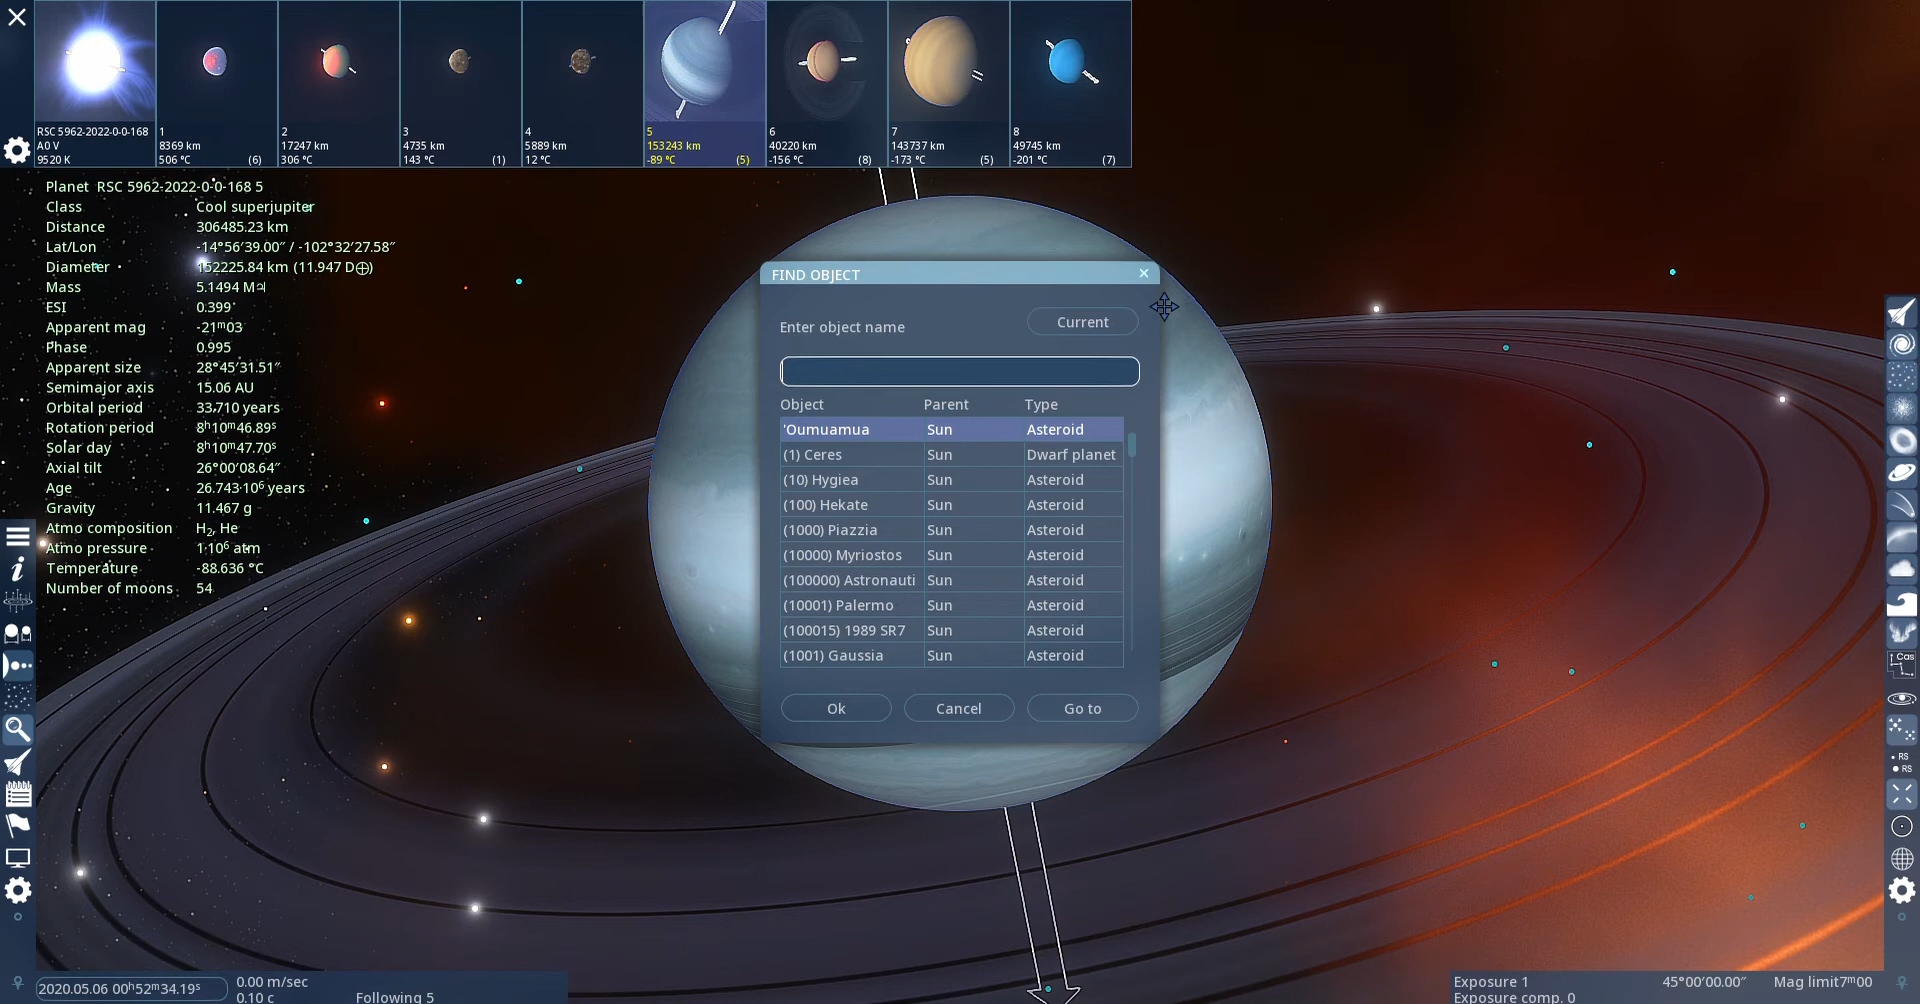 RSC 5962-2022-0-0-168
A0 V
9520 K
1
8369 km
506 °C (6)
2
17247 km
306 °C
3
4735 km
143 °C (1)
4
5889 km
12 °C
5
153243 km
-89 °C (5)
6
40220 km
-156 °C (8)
7
143737 km
-173 °C (5)
8
49745 km
-201 °C (7)
Planet RSC 5962-2022-0-0-168 5
Class Cool superjupiter
Distance 306485.23 km
Lat/Lon -14°56′39.00″ / -102°32′27.58″
Diameter 152225.84 km (11.947 D⊕)
Mass 5.1494 M♃
ESI 0.399
Apparent mag -21ᵐ03
Phase 0.995
Apparent size 28°45′31.51″
Semimajor axis 15.06 AU
Orbital period 33.710 years
Rotation period 8ʰ10ᵐ46.89ˢ
Solar day 8ʰ10ᵐ47.70ˢ
Axial tilt 26°00′08.64″
Age 26.743·10⁶ years
Gravity 11.467 g
Atmo composition H₂, He
Atmo pressure 1·10⁶ atm
Temperature -88.636 °C
Number of moons 54
FIND OBJECT
Enter object name
Current
Object Parent Type
'Oumuamua Sun Asteroid
(1) Ceres Sun Dwarf planet
(10) Hygiea Sun Asteroid
(100) Hekate Sun Asteroid
(1000) Piazzia Sun Asteroid
(10000) Myriostos Sun Asteroid
(100000) Astronauti Sun Asteroid
(10001) Palermo Sun Asteroid
(100015) 1989 SR7 Sun Asteroid
(1001) Gaussia Sun Asteroid
Ok Cancel Go to
Cas
RS
RS
2020.05.06 00ʰ52ᵐ34.19ˢ
0.00 m/sec
0.10 c
Following 5
Exposure 1 45°00′00.00″ Mag limit7ᵐ00
Exposure comp. 0